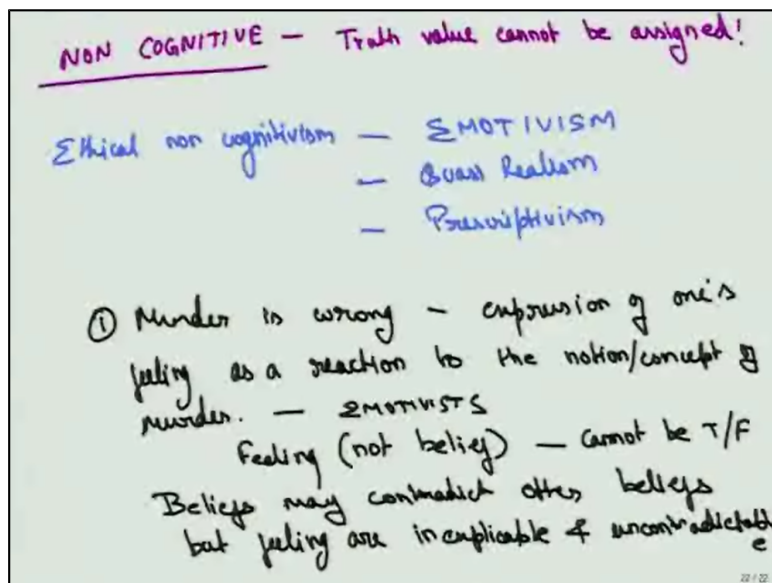 NON COGNITIVE — Truth value cannot be assigned!
Ethical non cognitivism — EMOTIVISM
— Quasi Realism
— Prescriptivism
① Murder is wrong — expression of one's
feeling as a reaction to the notion/concept of
murder. — EMOTIVISTS
Feeling (not belief) — cannot be T/F
Beliefs may contradict other beliefs
but feeling are inexplicable & uncontradictable
22 / 22